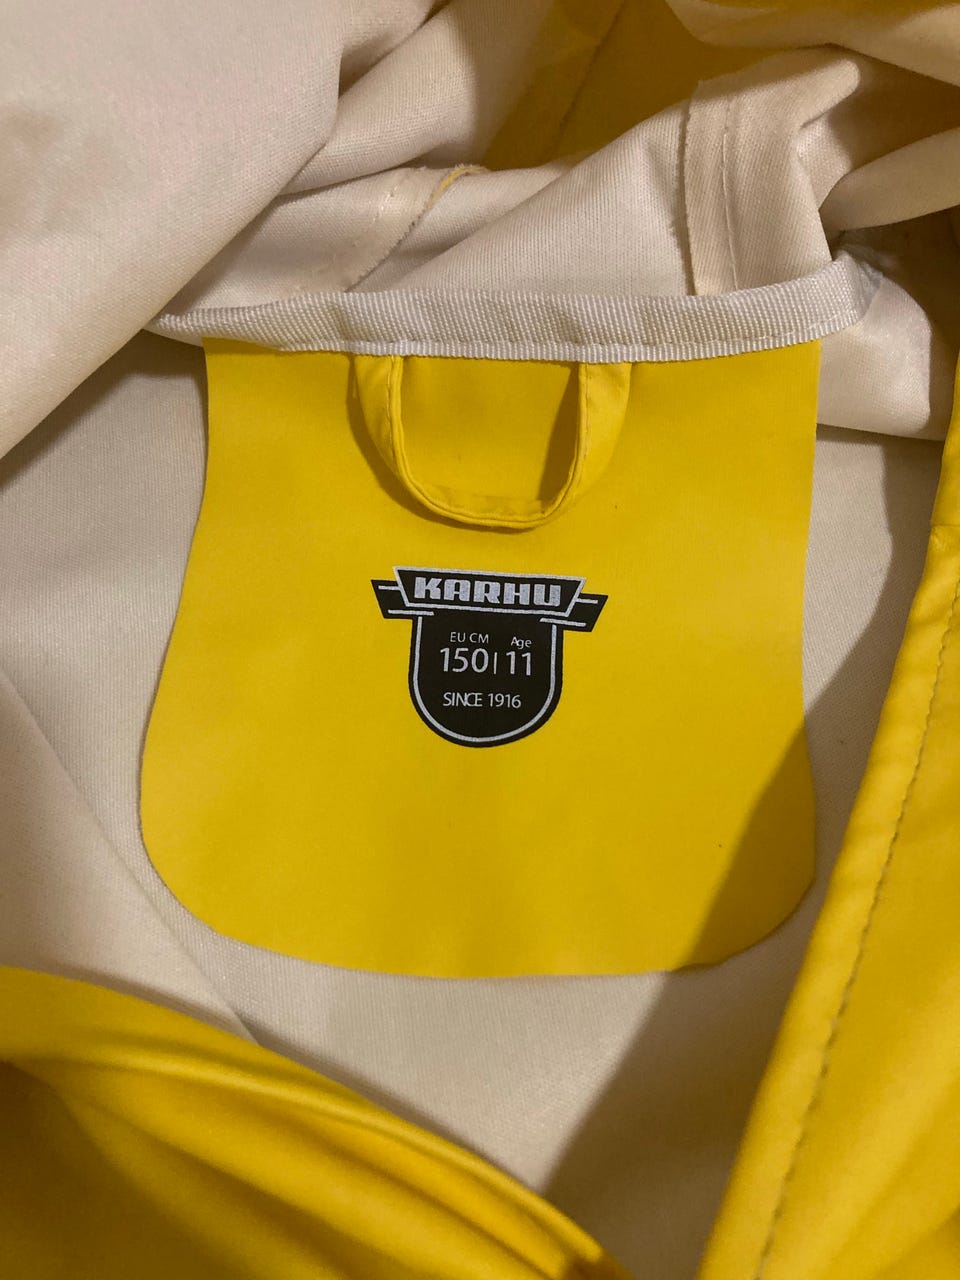 KARHU
EU CM Age
150 | 11
SINCE 1916